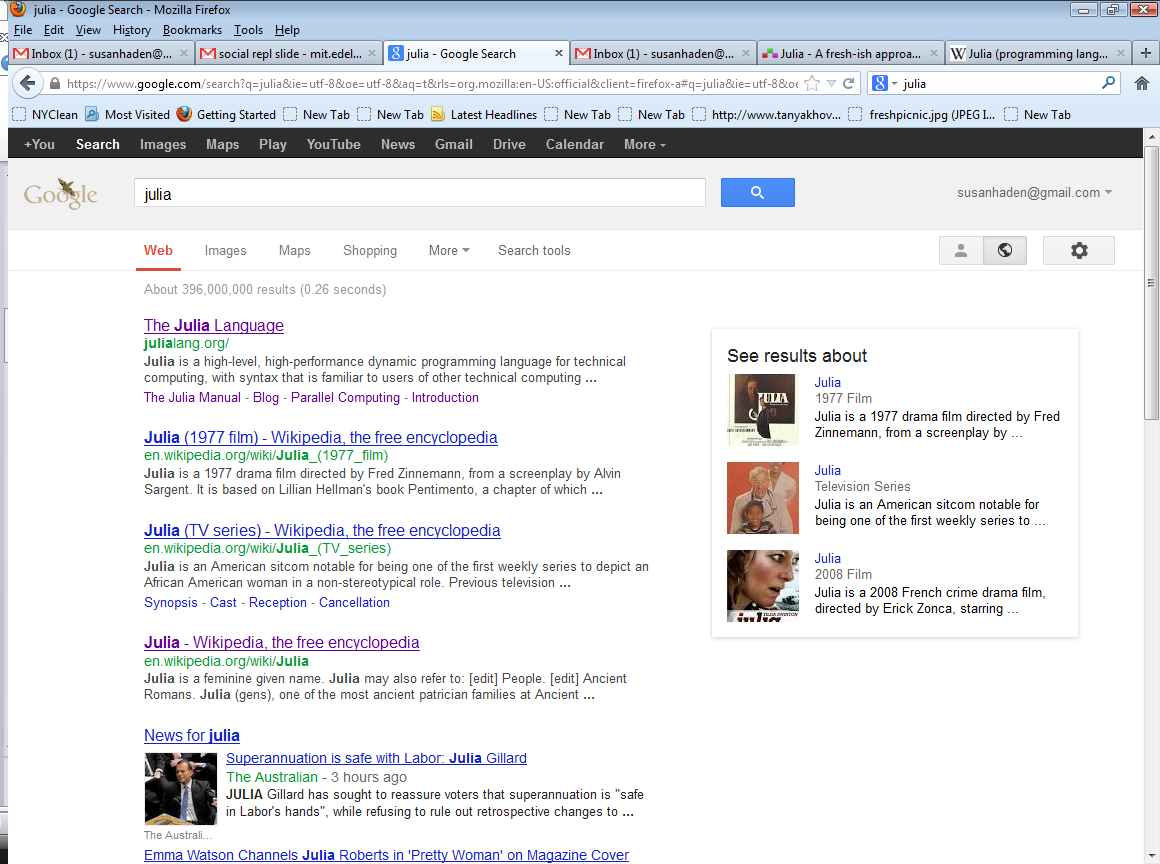 julia - Google Search - Mozilla Firefox
File Edit View History Bookmarks Tools Help
Inbox (1) - susanhaden@... social repl slide - mit.edel... julia - Google Search Inbox (1) - susanhaden@... Julia - A fresh-ish approa... Julia (programming lang...
https://www.google.com/search?q=julia&ie=utf-8&oe=utf-8&aq=t&rls=org.mozilla:en-US:official&client=firefox-a#q=julia&ie=utf-8&oe julia
NYClean Most Visited Getting Started New Tab New Tab Latest Headlines New Tab New Tab http://www.tanyakhov... freshpicnic.jpg (JPEG I... New Tab
+You Search Images Maps Play YouTube News Gmail Drive Calendar More
Google julia susanhaden@gmail.com
Web Images Maps Shopping More Search tools
About 396,000,000 results (0.26 seconds)
The Julia Language
julialang.org/
Julia is a high-level, high-performance dynamic programming language for technical
computing, with syntax that is familiar to users of other technical computing ...
The Julia Manual - Blog - Parallel Computing - Introduction
Julia (1977 film) - Wikipedia, the free encyclopedia
en.wikipedia.org/wiki/Julia_(1977_film)
Julia is a 1977 drama film directed by Fred Zinnemann, from a screenplay by Alvin
Sargent. It is based on Lillian Hellman's book Pentimento, a chapter of which ...
Julia (TV series) - Wikipedia, the free encyclopedia
en.wikipedia.org/wiki/Julia_(TV_series)
Julia is an American sitcom notable for being one of the first weekly series to depict an
African American woman in a non-stereotypical role. Previous television ...
Synopsis - Cast - Reception - Cancellation
Julia - Wikipedia, the free encyclopedia
en.wikipedia.org/wiki/Julia
Julia is a feminine given name. Julia may also refer to: [edit] People. [edit] Ancient
Romans. Julia (gens), one of the most ancient patrician families at Ancient ...
News for julia
Superannuation is safe with Labor: Julia Gillard
The Australian - 3 hours ago
JULIA Gillard has sought to reassure voters that superannuation is "safe
in Labor's hands", while refusing to rule out retrospective changes to ...
The Australi...
Emma Watson Channels Julia Roberts in 'Pretty Woman' on Magazine Cover
See results about
Julia
1977 Film
Julia is a 1977 drama film directed by Fred
Zinnemann, from a screenplay by ...
JULIA
Julia
Television Series
Julia is an American sitcom notable for
being one of the first weekly series to ...
Julia
2008 Film
Julia is a 2008 French crime drama film,
directed by Erick Zonca, starring ...
TILDA SWINTON
julia